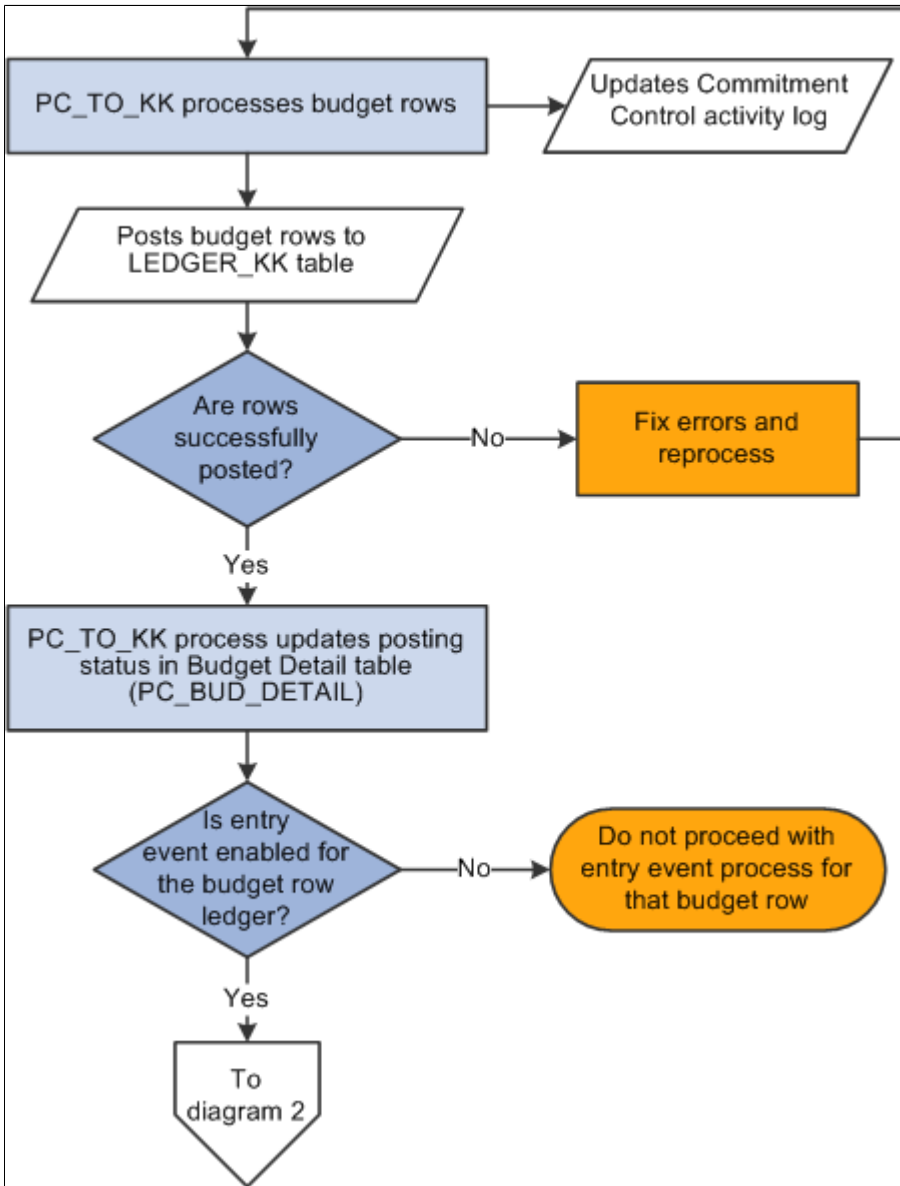 PC_TO_KK processes budget rows
Updates Commitment
Control activity log
Posts budget rows to
LEDGER_KK table
Are rows
successfully
posted?
No
Fix errors and
reprocess
Yes
PC_TO_KK process updates posting
status in Budget Detail table
(PC_BUD_DETAIL)
Is entry
event enabled for
the budget row
ledger?
No
Do not proceed with
entry event process for
that budget row
Yes
To
diagram 2